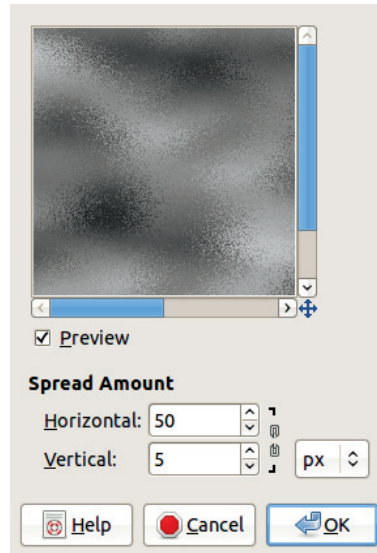 Preview
Spread Amount
Horizontal: 50
Vertical: 5 px
Help Cancel OK